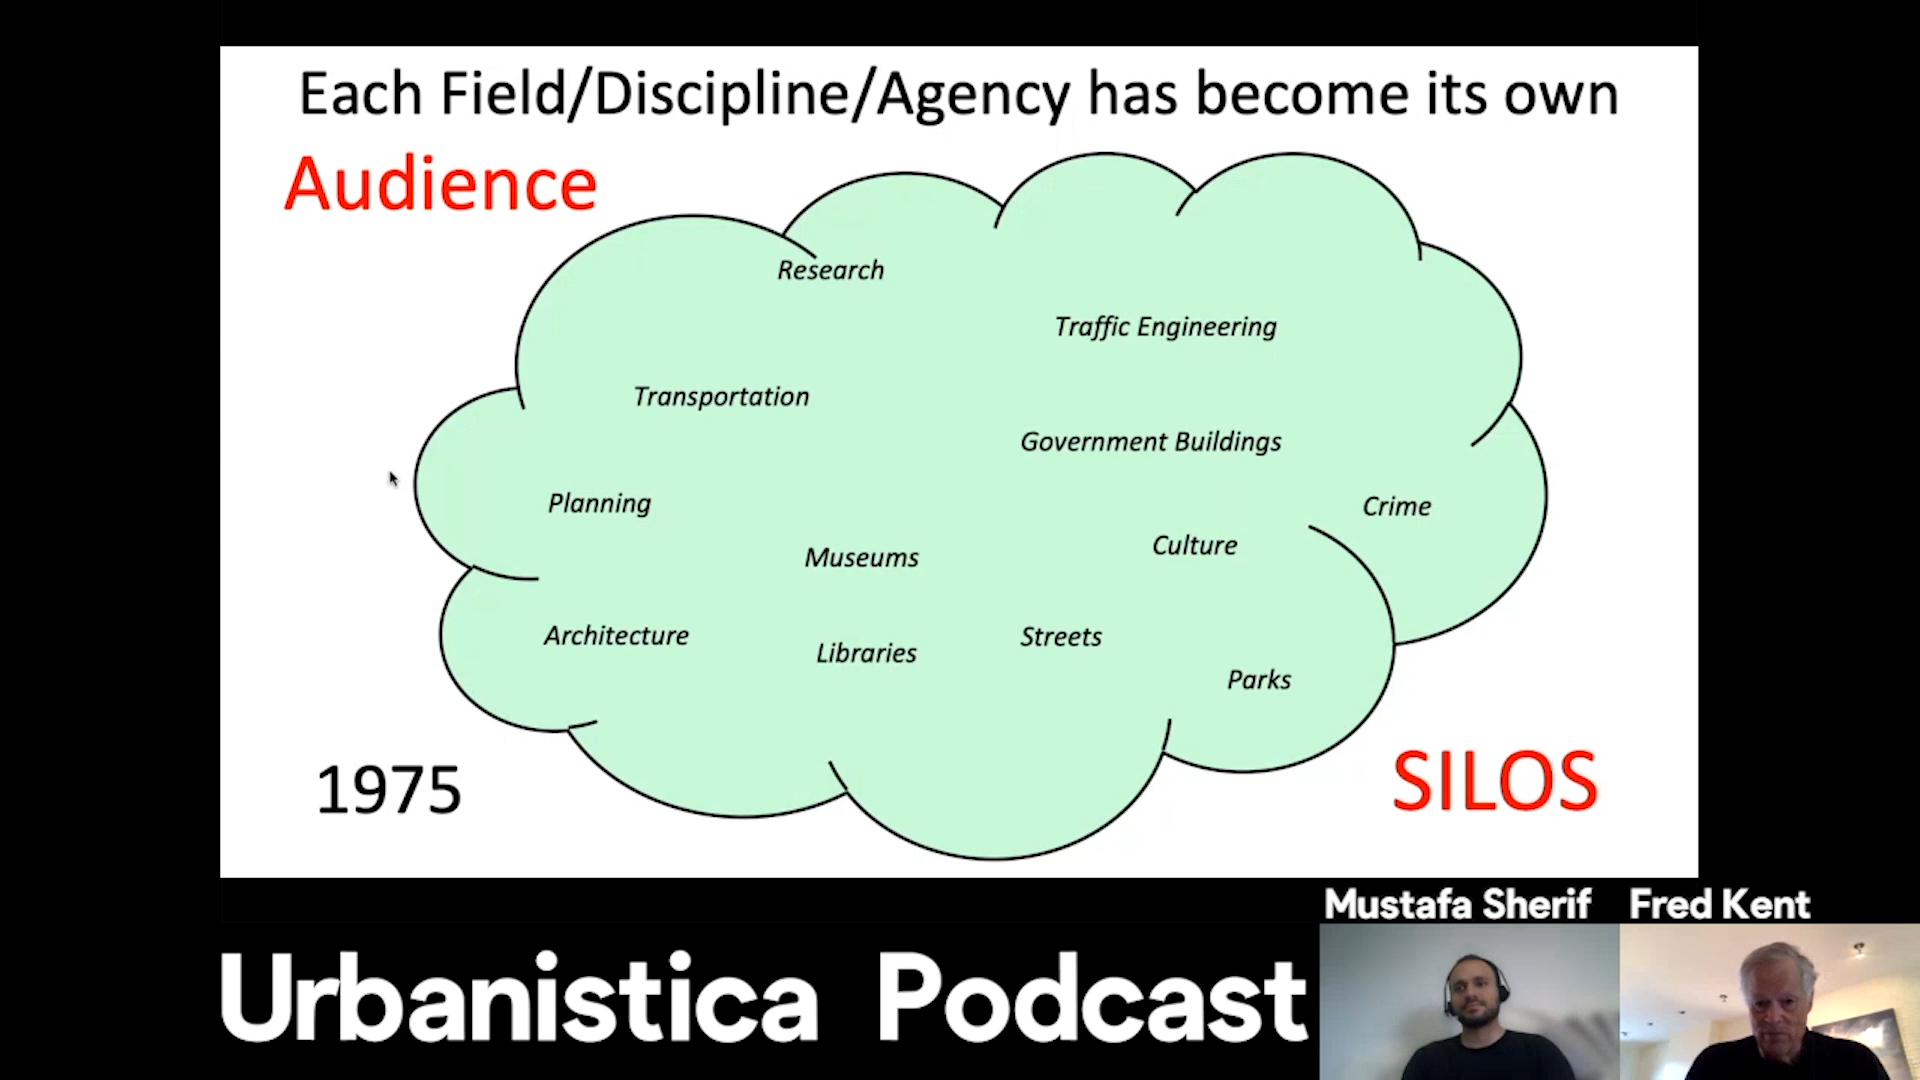 Each Field/Discipline/Agency has become its own
Audience
Research
Traffic Engineering
Transportation
Government Buildings
Planning
Crime
Culture
Museums
Architecture
Libraries
Streets
Parks
1975
SILOS
Mustafa Sherif
Fred Kent
Urbanistica Podcast